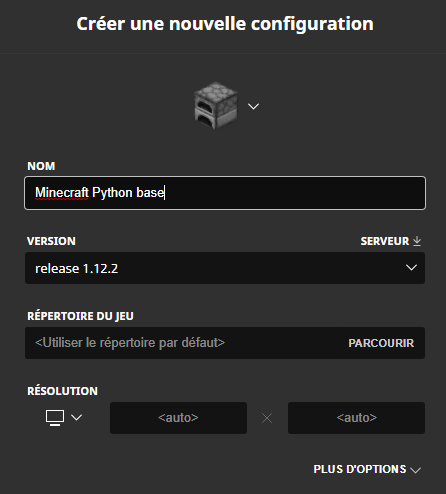 Créer une nouvelle configuration
NOM
Minecraft Python base
VERSION SERVEUR
release 1.12.2
RÉPERTOIRE DU JEU
<Utiliser le répertoire par défaut> PARCOURIR
RÉSOLUTION
<auto> <auto>
PLUS D'OPTIONS